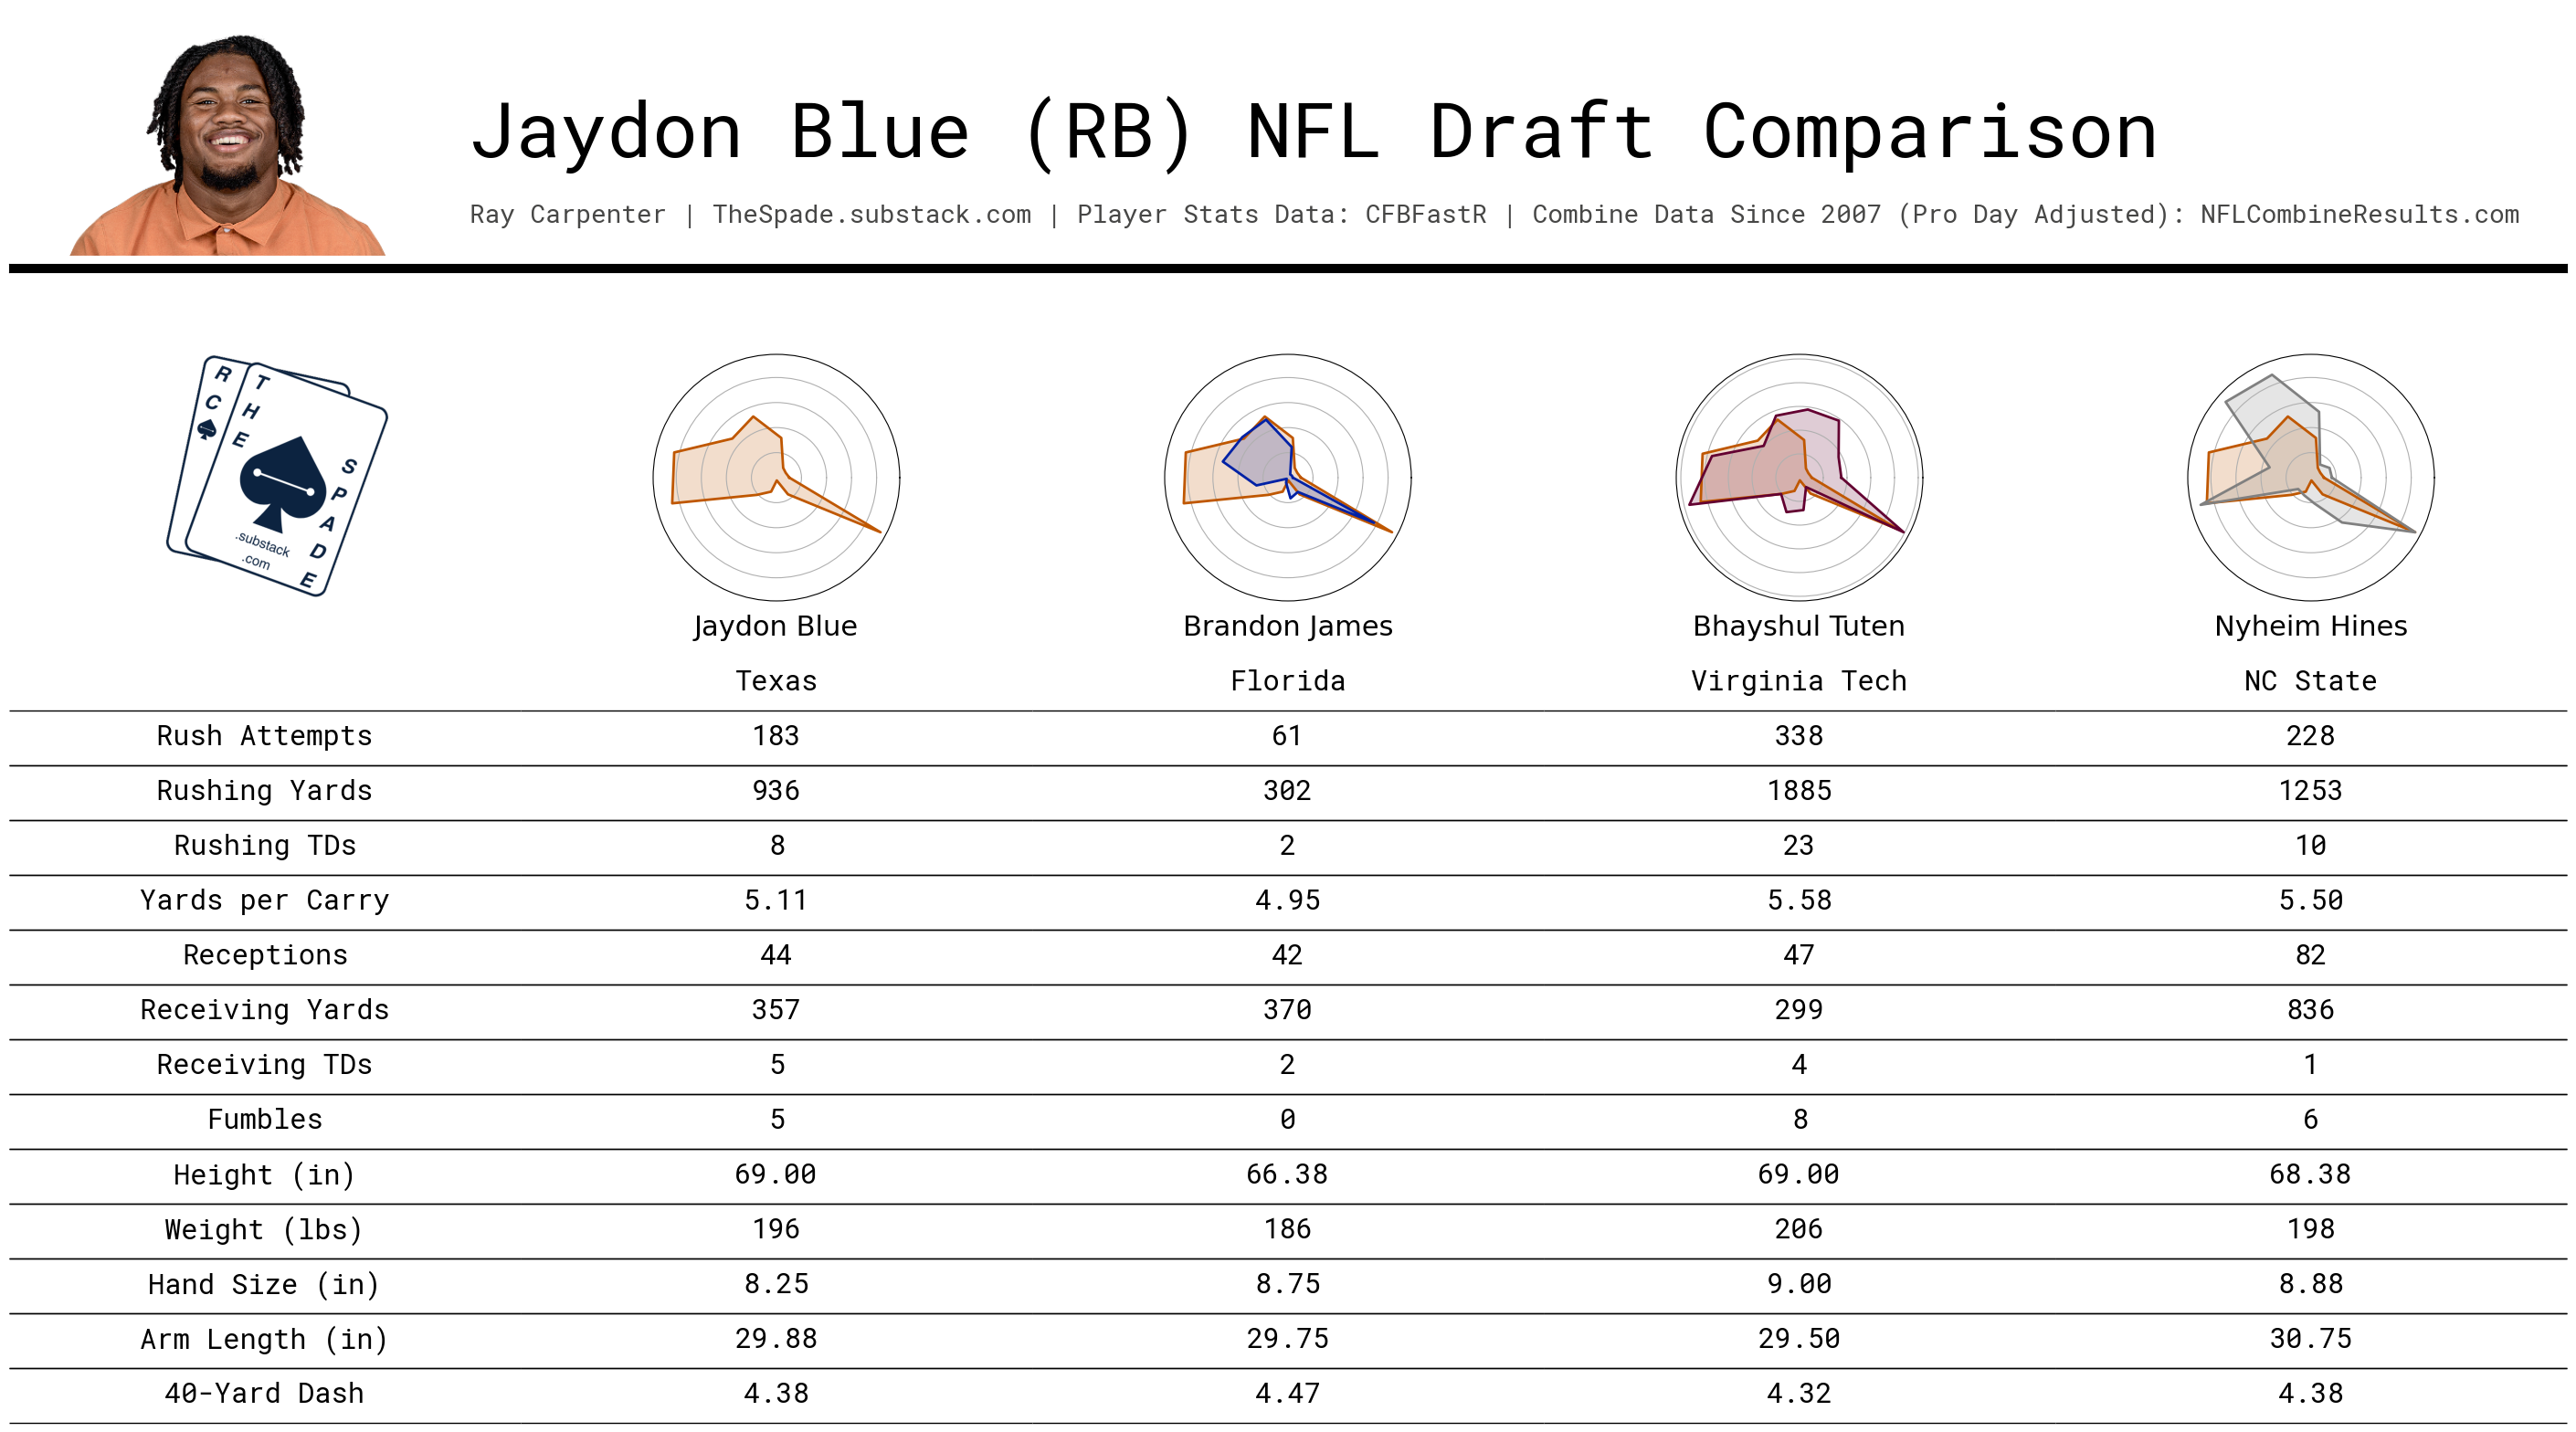 Jaydon Blue (RB) NFL Draft Comparison
Ray Carpenter | TheSpade.substack.com | Player Stats Data: CFBFastR | Combine Data Since 2007 (Pro Day Adjusted): NFLCombineResults.com
R C
T H E
S P A D E
.substack
.com
Jaydon Blue Brandon James Bhayshul Tuten Nyheim Hines
Texas Florida Virginia Tech NC State
Rush Attempts 183 61 338 228
Rushing Yards 936 302 1885 1253
Rushing TDs 8 2 23 10
Yards per Carry 5.11 4.95 5.58 5.50
Receptions 44 42 47 82
Receiving Yards 357 370 299 836
Receiving TDs 5 2 4 1
Fumbles 5 0 8 6
Height (in) 69.00 66.38 69.00 68.38
Weight (lbs) 196 186 206 198
Hand Size (in) 8.25 8.75 9.00 8.88
Arm Length (in) 29.88 29.75 29.50 30.75
40-Yard Dash 4.38 4.47 4.32 4.38